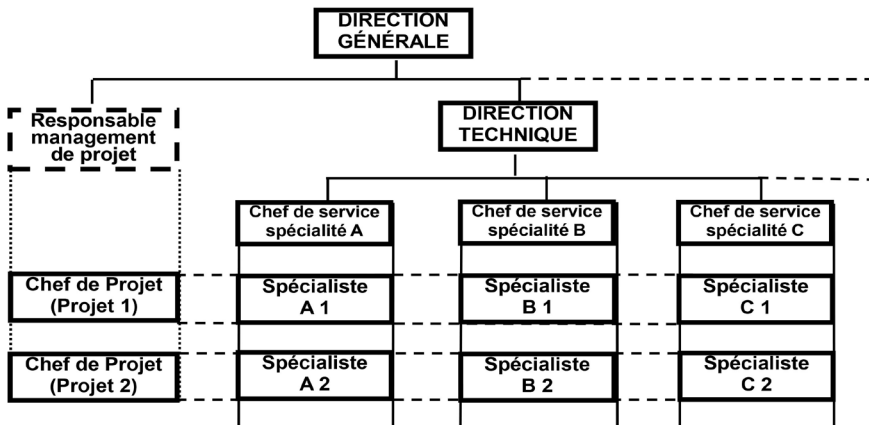 DIRECTION
GÉNÉRALE
Responsable
management
de projet
DIRECTION
TECHNIQUE
Chef de service
spécialité A
Chef de service
spécialité B
Chef de service
spécialité C
Chef de Projet
(Projet 1)
Spécialiste
A 1
Spécialiste
B 1
Spécialiste
C 1
Chef de Projet
(Projet 2)
Spécialiste
A 2
Spécialiste
B 2
Spécialiste
C 2